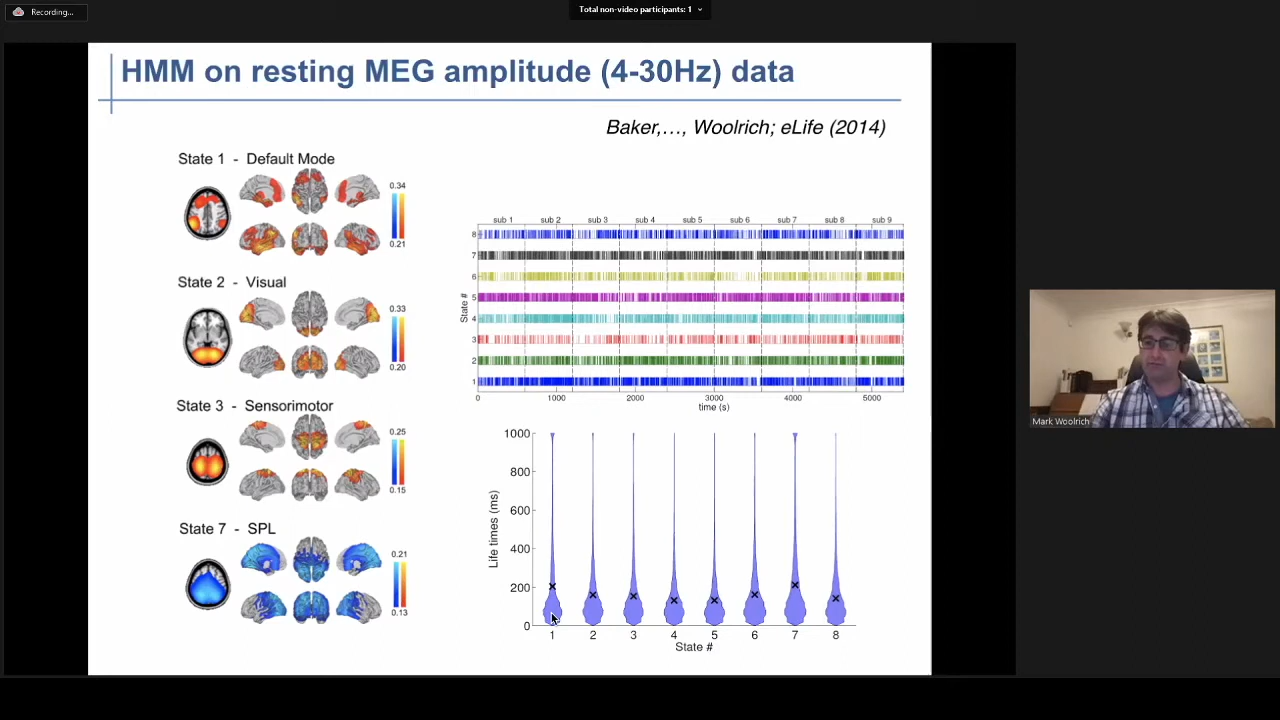 Recording...
Total non-video participants: 1
HMM on resting MEG amplitude (4-30Hz) data
Baker,..., Woolrich; eLife (2014)
State 1 - Default Mode
0.34
0.21
State 2 - Visual
0.33
0.20
State 3 - Sensorimotor
0.25
0.15
State 7 - SPL
0.21
0.13
sub 1 sub 2 sub 3 sub 4 sub 5 sub 6 sub 7 sub 8 sub 9
State #
8
7
6
5
4
3
2
1
0 1000 2000 3000 4000 5000
time (s)
Life times (ms)
1000
800
600
400
200
0
1 2 3 4 5 6 7 8
State #
Mark Woolrich